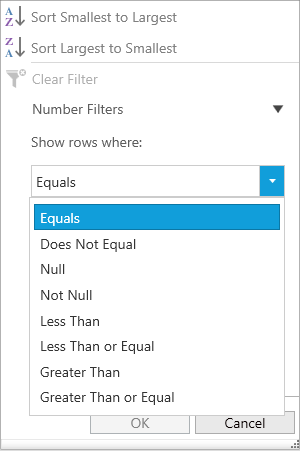 Sort Smallest to Largest
Sort Largest to Smallest
Clear Filter
Number Filters
Show rows where:
Equals
Equals
Does Not Equal
Null
Not Null
Less Than
Less Than or Equal
Greater Than
Greater Than or Equal
OK Cancel